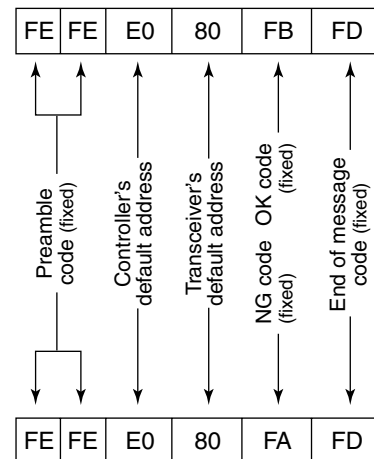 FE FE E0 80 FB FD
Preamble
code (fixed)
Controller's
default address
Transceiver's
default address
OK code
(fixed)
NG code
(fixed)
End of message
code (fixed)
FE FE E0 80 FA FD